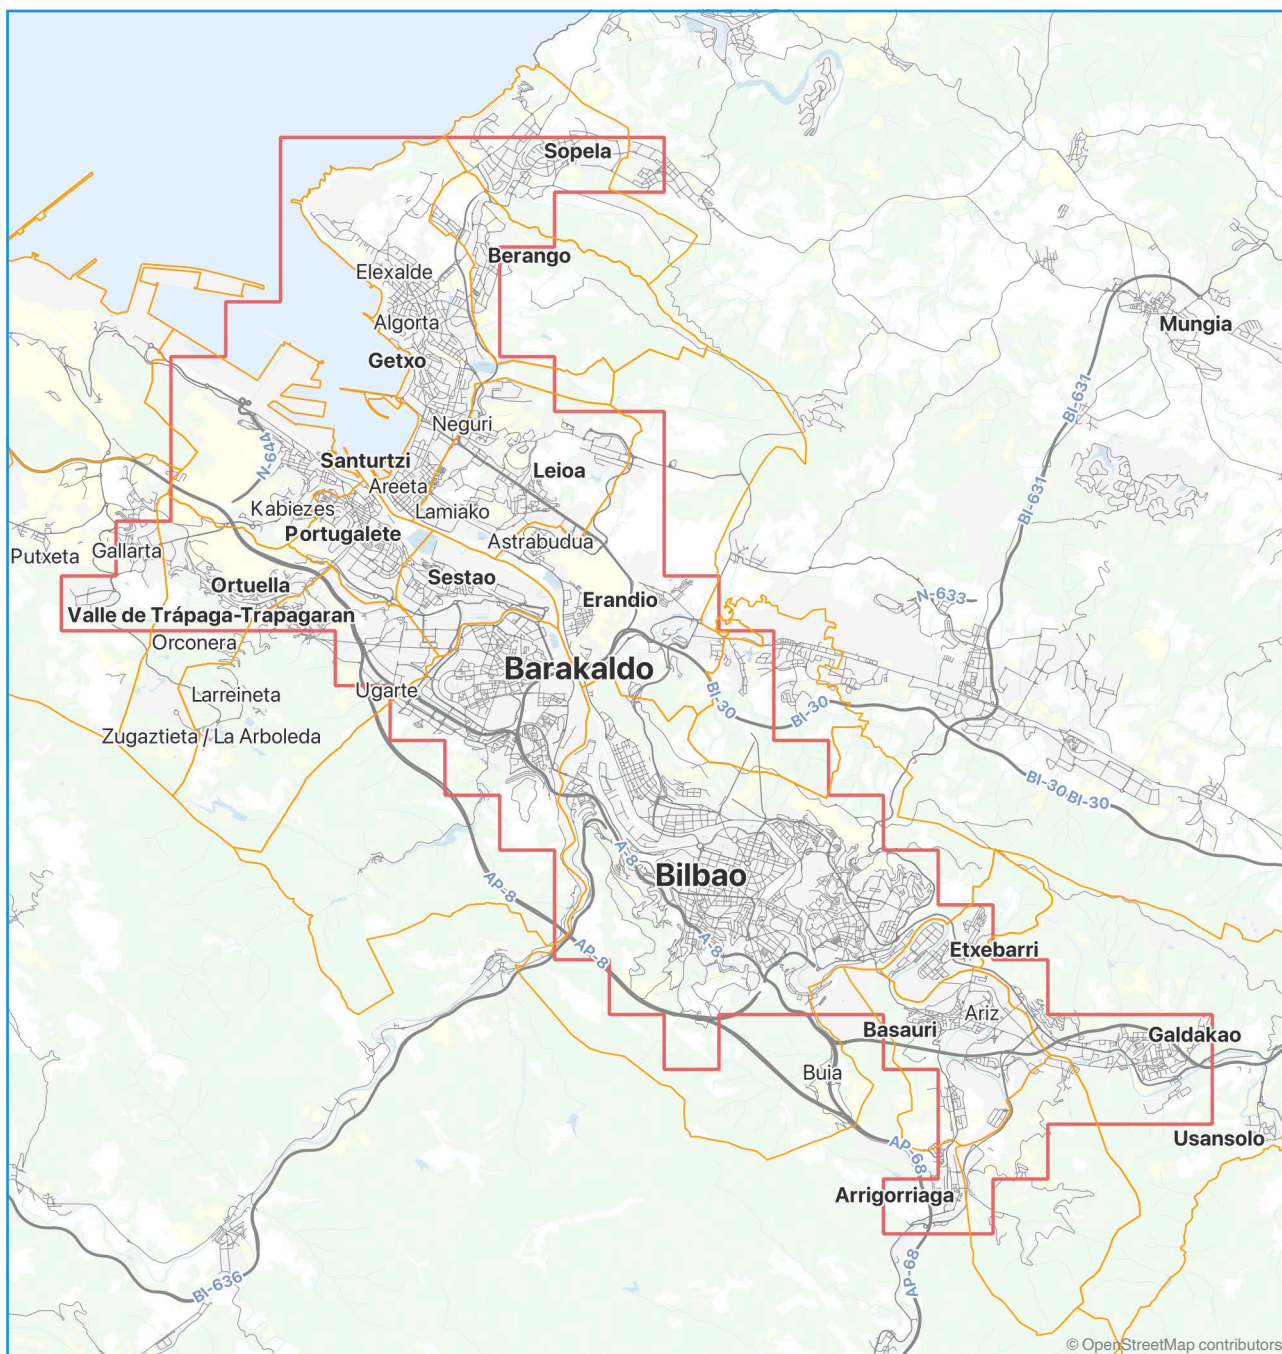 Sopela
Berango
Elexalde
Algorta
Mungia
Getxo
BI-631
Neguri
N-644
Santurtzi
Leioa
Areeta
BI-631
Kabiezes
Lamiako
Portugalete
Astrabudua
Putxeta
Gallarta
Sestao
Ortuella
Erandio
N-633
Valle de Trápaga-Trapagaran
Orconera
Barakaldo
Larreineta
Ugarte
BI-30
BI-30
Zugaztieta / La Arboleda
BI-30
BI-30
A-8
Bilbao
AP-8
A-8
AP-8
Etxebarri
Ariz
Basauri
Galdakao
Buia
Usansolo
AP-68
Arrigorriaga
AP-68
BI-636
© OpenStreetMap contributors